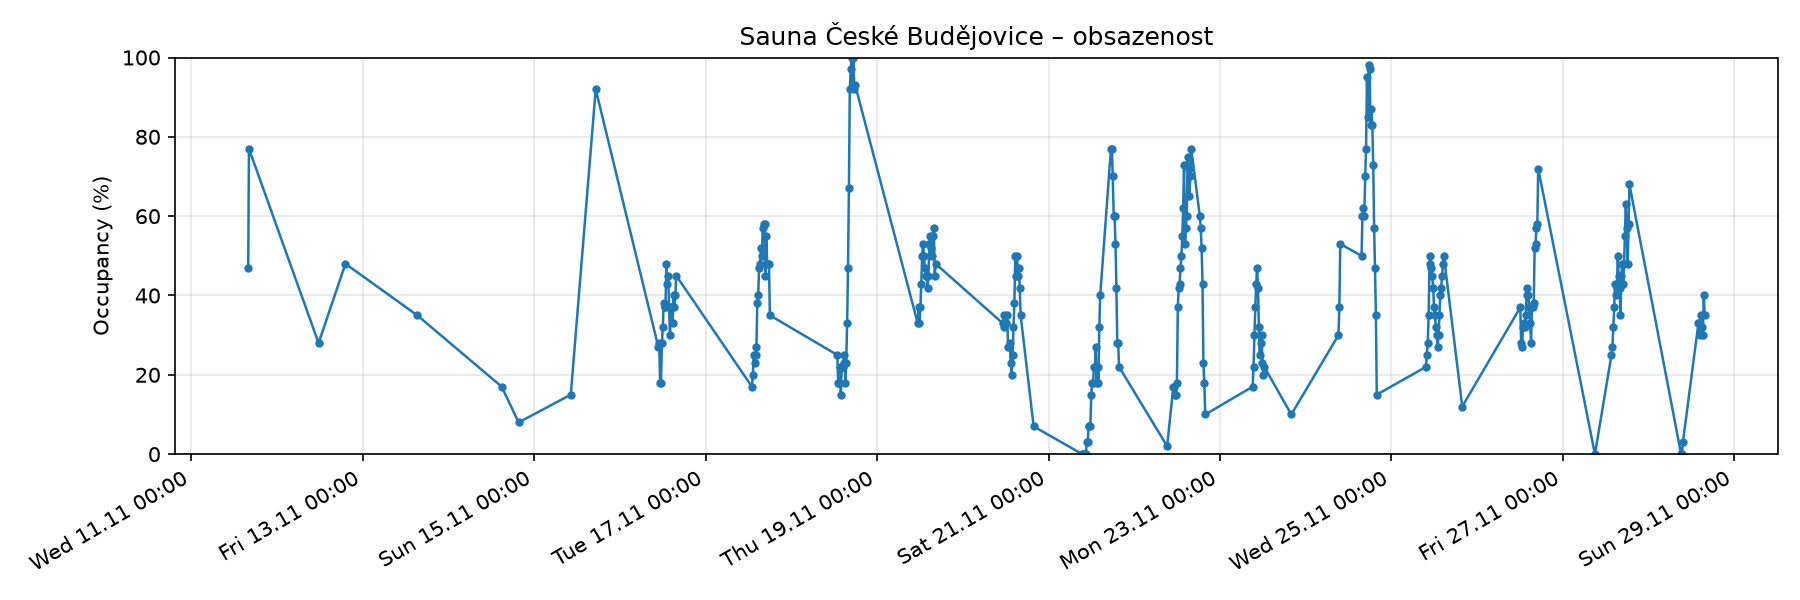 Sauna České Budějovice – obsazenost
Occupancy (%)
100
80
60
40
20
0
Wed 11.11 00:00
Fri 13.11 00:00
Sun 15.11 00:00
Tue 17.11 00:00
Thu 19.11 00:00
Sat 21.11 00:00
Mon 23.11 00:00
Wed 25.11 00:00
Fri 27.11 00:00
Sun 29.11 00:00